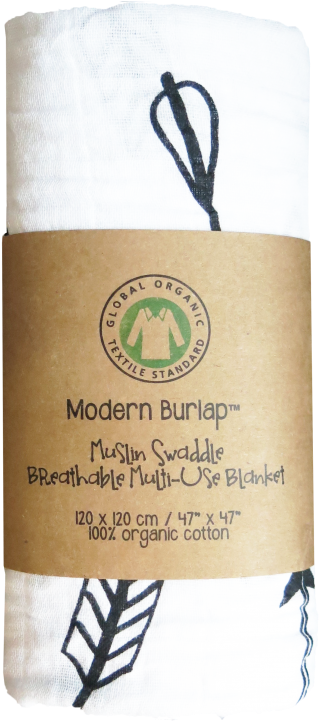 GLOBAL ORGANIC
TEXTILE STANDARD
Modern Burlap™
Muslin Swaddle
BReathable Multi-Use Blanket
120 x 120 cm / 47" x 47"
100% organic cotton